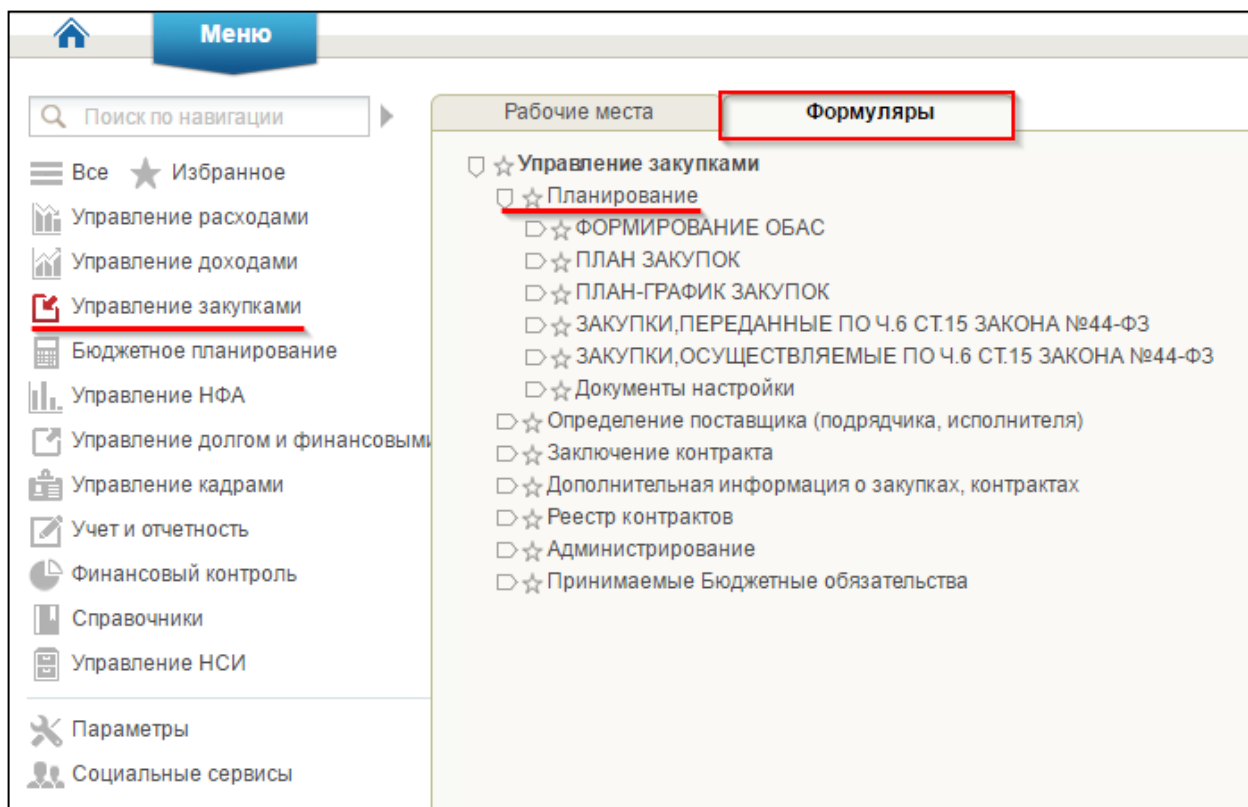 Меню
Поиск по навигации
Все Избранное
Управление расходами
Управление доходами
Управление закупками
Бюджетное планирование
Управление НФА
Управление долгом и финансовым
Управление кадрами
Учет и отчетность
Финансовый контроль
Справочники
Управление НСИ
Параметры
Социальные сервисы
Рабочие места Формуляры
Управление закупками
Планирование
ФОРМИРОВАНИЕ ОБАС
ПЛАН ЗАКУПОК
ПЛАН-ГРАФИК ЗАКУПОК
ЗАКУПКИ,ПЕРЕДАННЫЕ ПО Ч.6 СТ.15 ЗАКОНА №44-ФЗ
ЗАКУПКИ,ОСУЩЕСТВЛЯЕМЫЕ ПО Ч.6 СТ.15 ЗАКОНА №44-ФЗ
Документы настройки
Определение поставщика (подрядчика, исполнителя)
Заключение контракта
Дополнительная информация о закупках, контрактах
Реестр контрактов
Администрирование
Принимаемые Бюджетные обязательства